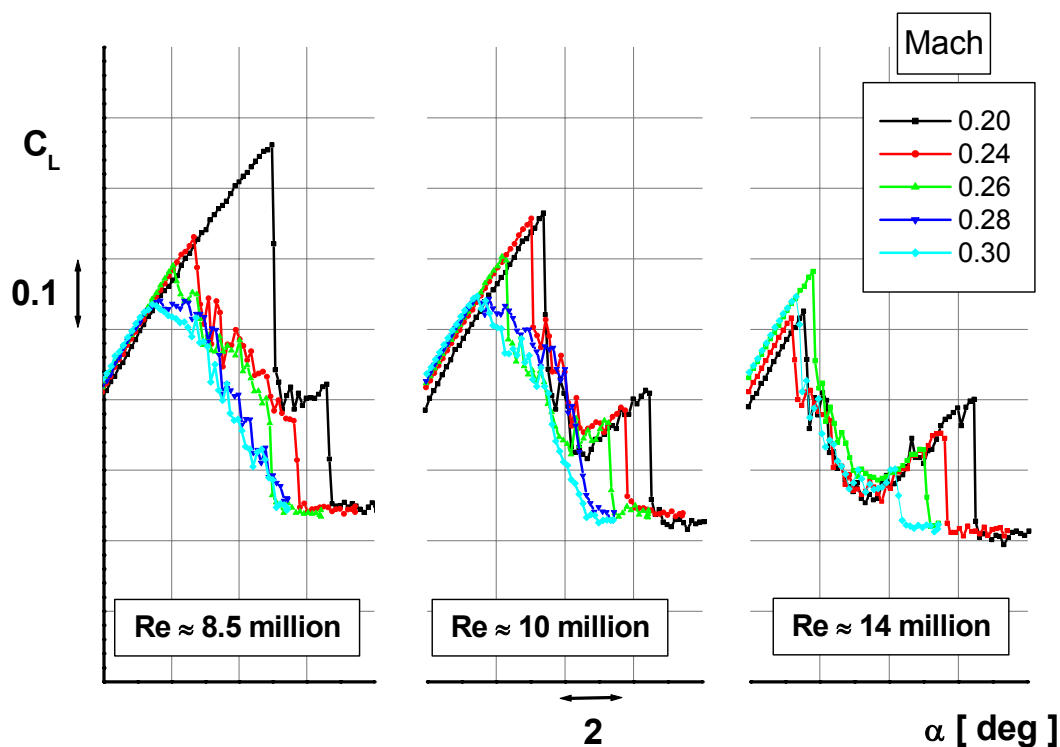 Mach
0.20
0.24
0.26
0.28
0.30
C_L
0.1
Re ≈ 8.5 million
Re ≈ 10 million
Re ≈ 14 million
2
α [ deg ]